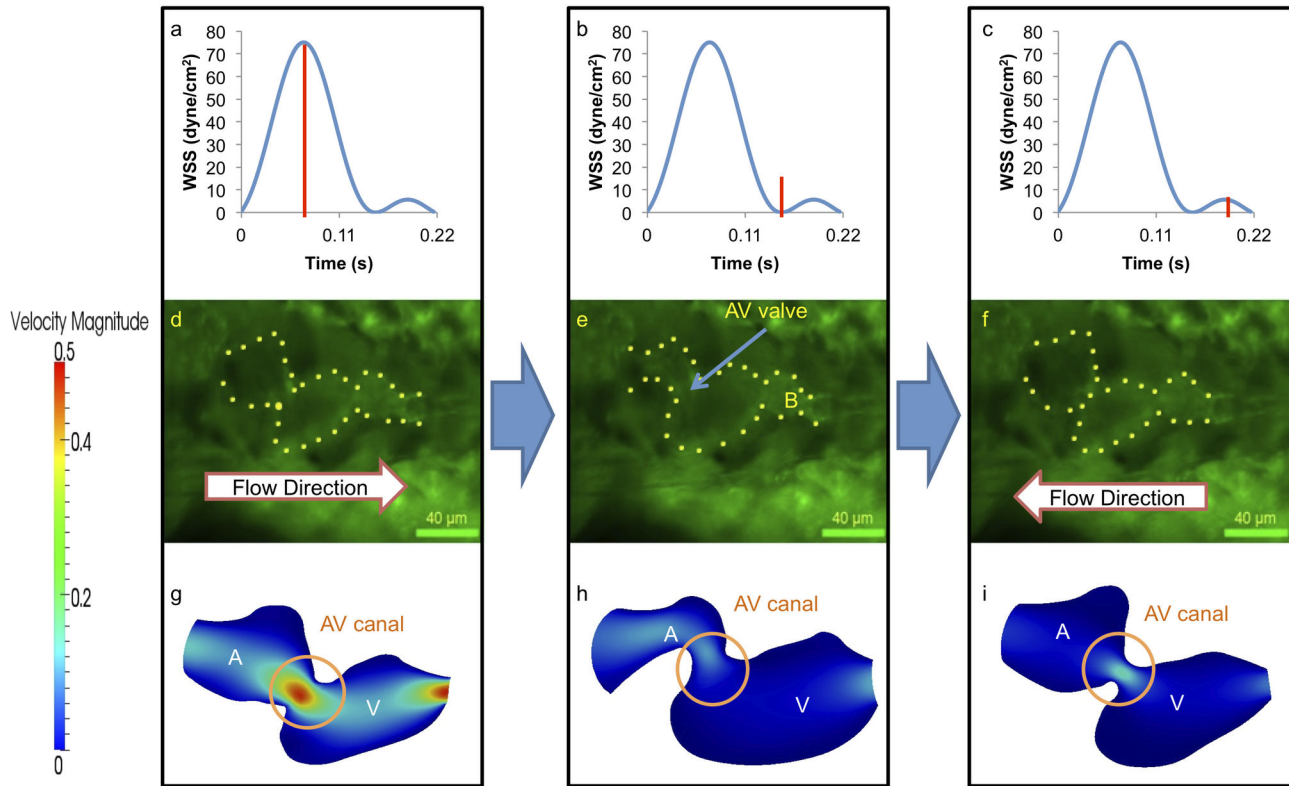 a
WSS (dyne/cm²)
80
70
60
50
40
30
20
10
0
0
0.11
0.22
Time (s)
b
WSS (dyne/cm²)
80
70
60
50
40
30
20
10
0
0
0.11
0.22
Time (s)
c
WSS (dyne/cm²)
80
70
60
50
40
30
20
10
0
0
0.11
0.22
Time (s)
Velocity Magnitude
0.5
0.4
0.2
0
d
Flow Direction
40 µm
e
AV valve
B
40 µm
f
Flow Direction
40 µm
g
AV canal
A
V
h
AV canal
A
V
i
AV canal
A
V